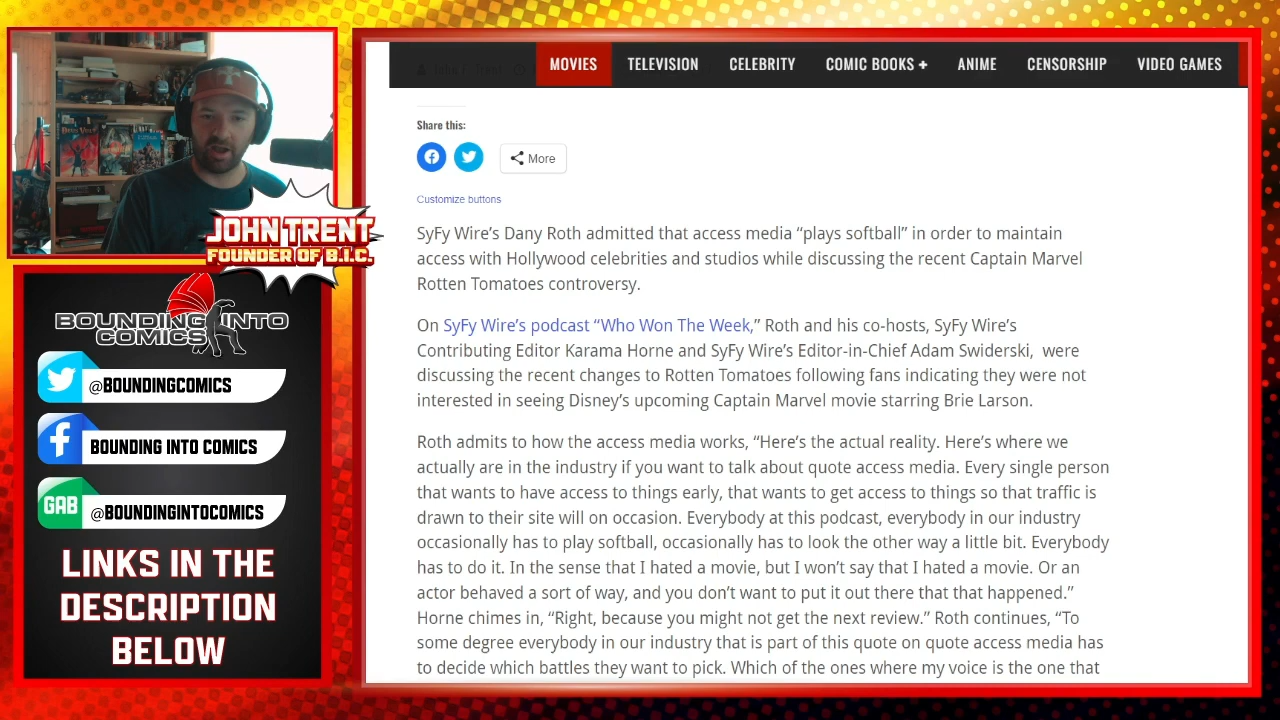 JOHN TRENT
FOUNDER OF B.I.C.
BOUNDING INTO
COMICS
@BOUNDINGCOMICS
BOUNDING INTO COMICS
GAB
@BOUNDINGINTOCOMICS
LINKS IN THE
DESCRIPTION
BELOW
MOVIES TELEVISION CELEBRITY COMIC BOOKS + ANIME CENSORSHIP VIDEO GAMES
Share this:
More
Customize buttons
SyFy Wire’s Dany Roth admitted that access media “plays softball” in order to maintain
access with Hollywood celebrities and studios while discussing the recent Captain Marvel
Rotten Tomatoes controversy.
On SyFy Wire’s podcast “Who Won The Week,” Roth and his co-hosts, SyFy Wire’s
Contributing Editor Karama Horne and SyFy Wire’s Editor-in-Chief Adam Swiderski, were
discussing the recent changes to Rotten Tomatoes following fans indicating they were not
interested in seeing Disney’s upcoming Captain Marvel movie starring Brie Larson.
Roth admits to how the access media works, “Here’s the actual reality. Here’s where we
actually are in the industry if you want to talk about quote access media. Every single person
that wants to have access to things early, that wants to get access to things so that traffic is
drawn to their site will on occasion. Everybody at this podcast, everybody in our industry
occasionally has to play softball, occasionally has to look the other way a little bit. Everybody
has to do it. In the sense that I hated a movie, but I won’t say that I hated a movie. Or an
actor behaved a sort of way, and you don’t want to put it out there that that happened.”
Horne chimes in, “Right, because you might not get the next review.” Roth continues, “To
some degree everybody in our industry that is part of this quote on quote access media has
to decide which battles they want to pick. Which of the ones where my voice is the one that